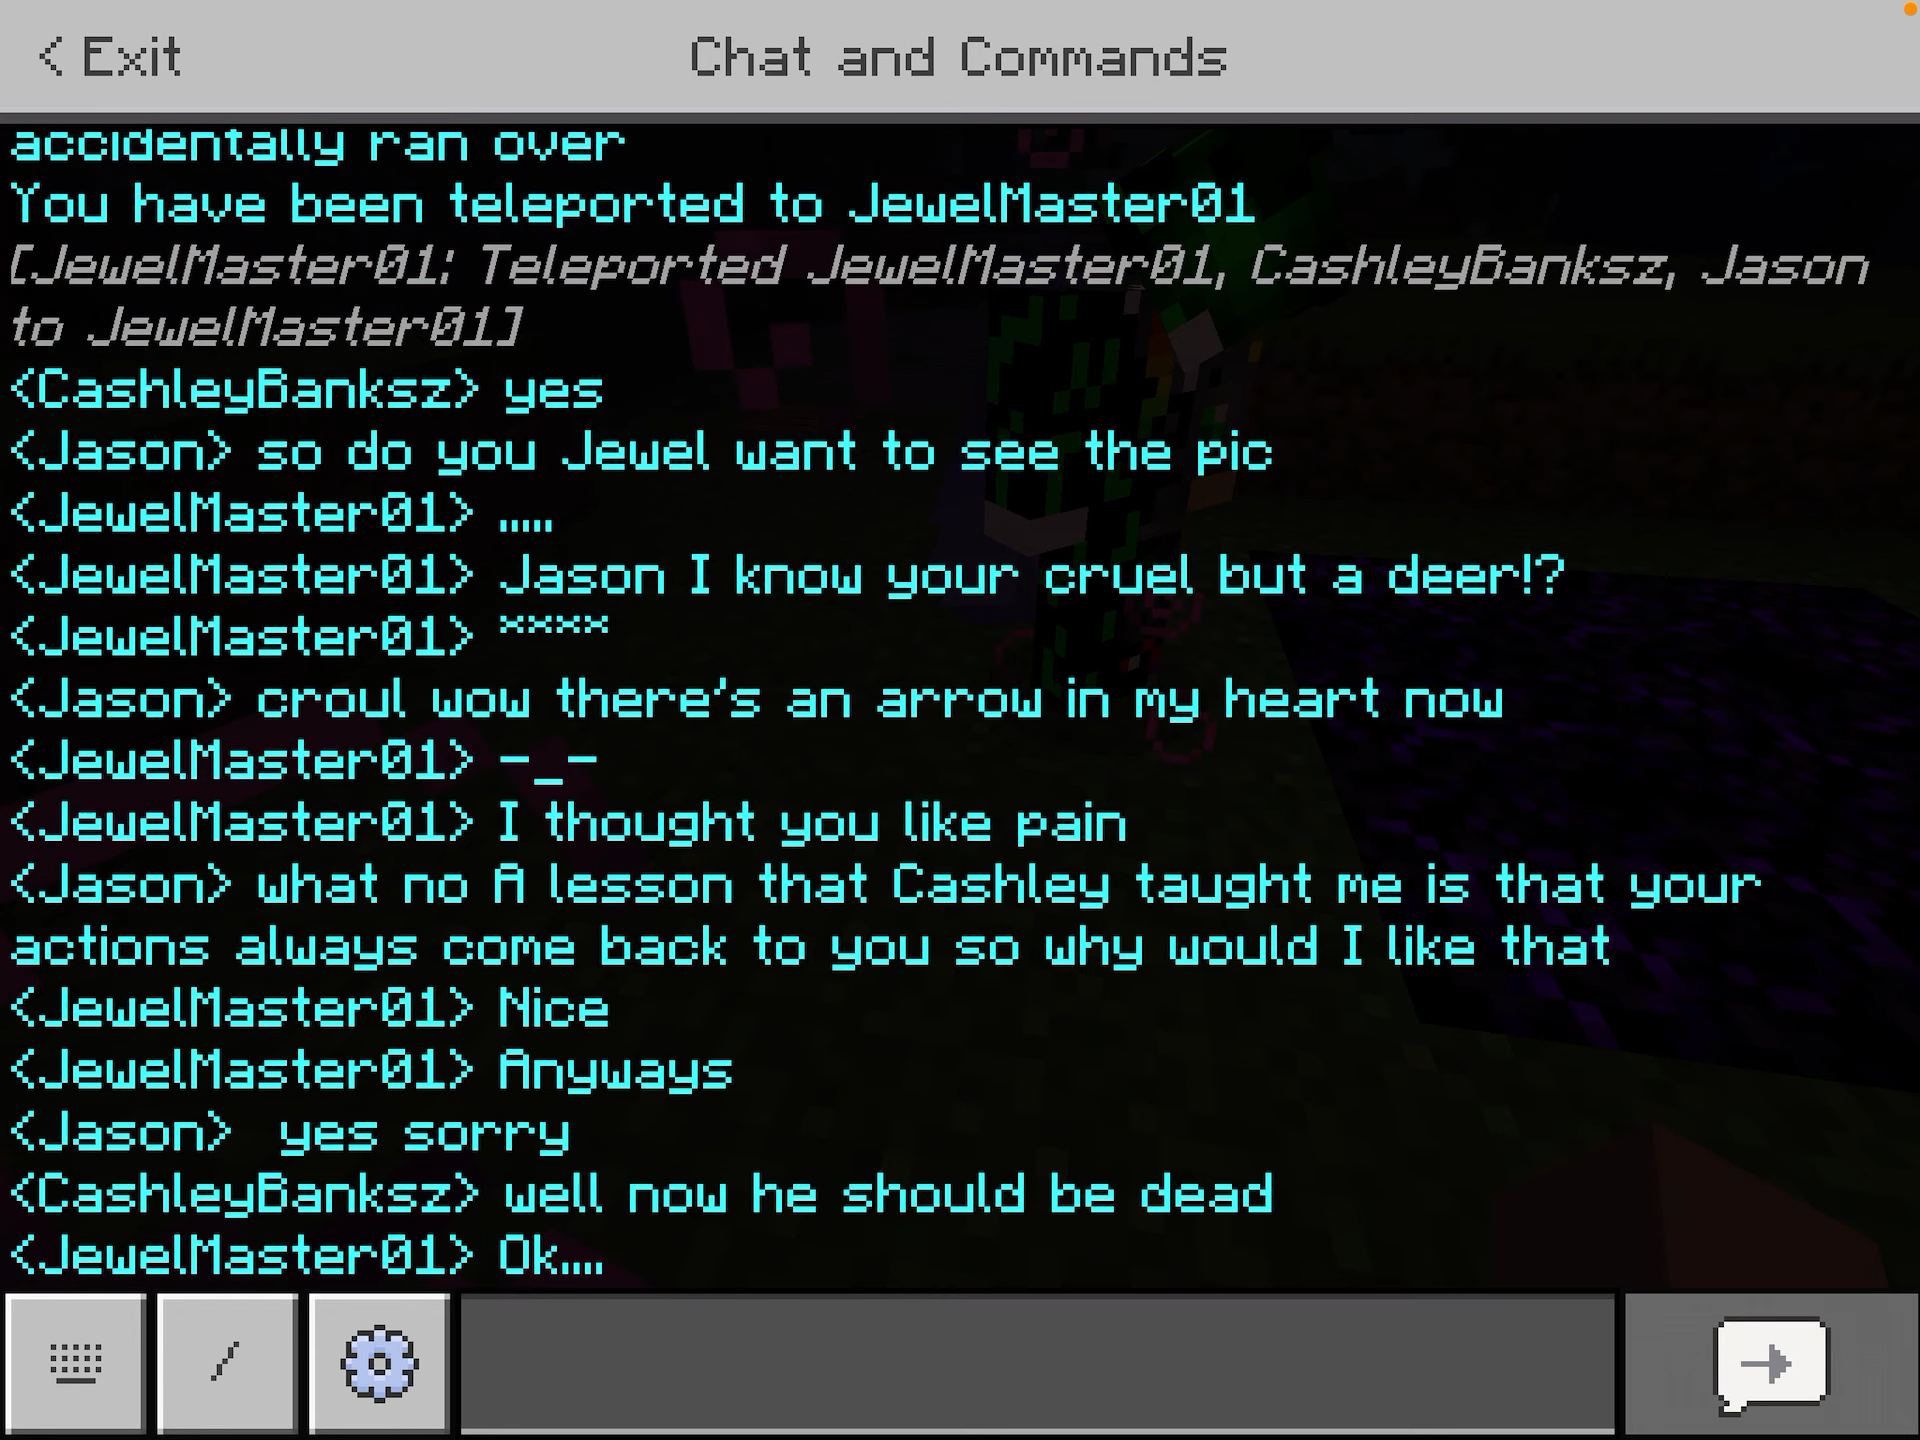 < Exit
Chat and Commands
accidentally ran over
You have been teleported to JewelMaster01
[JewelMaster01: Teleported JewelMaster01, CashleyBanksz, Jason
to JewelMaster01]
<CashleyBanksz> yes
<Jason> so do you Jewel want to see the pic
<JewelMaster01> .....
<JewelMaster01> Jason I know your cruel but a deer!?
<JewelMaster01> ****
<Jason> croul wow there's an arrow in my heart now
<JewelMaster01> -_-
<JewelMaster01> I thought you like pain
<Jason> what no A lesson that Cashley taught me is that your
actions always come back to you so why would I like that
<JewelMaster01> Nice
<JewelMaster01> Anyways
<Jason>  yes sorry
<CashleyBanksz> well now he should be dead
<JewelMaster01> Ok....
/